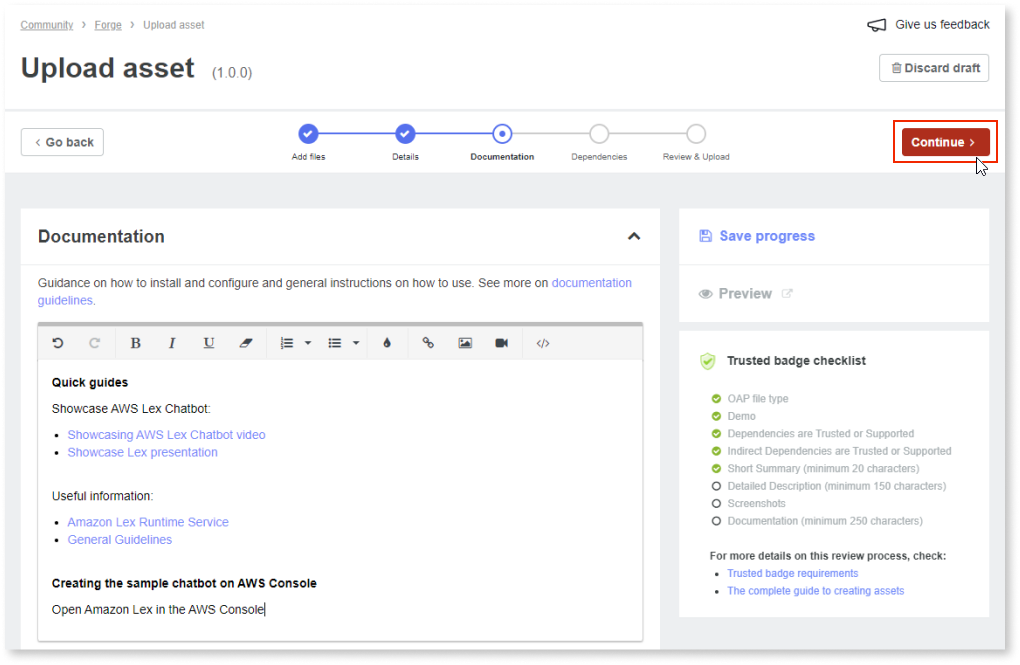 Community > Forge > Upload asset
Give us feedback
Upload asset (1.0.0)
Discard draft
< Go back
Add files
Details
Documentation
Dependencies
Review & Upload
Continue >
Documentation
Guidance on how to install and configure and general instructions on how to use. See more on documentation
guidelines.
B I U </>
Quick guides
Showcase AWS Lex Chatbot:
• Showcasing AWS Lex Chatbot video
• Showcase Lex presentation
Useful information:
• Amazon Lex Runtime Service
• General Guidelines
Creating the sample chatbot on AWS Console
Open Amazon Lex in the AWS Console
Save progress
Preview
Trusted badge checklist
OAP file type
Demo
Dependencies are Trusted or Supported
Indirect Dependencies are Trusted or Supported
Short Summary (minimum 20 characters)
Detailed Description (minimum 150 characters)
Screenshots
Documentation (minimum 250 characters)
For more details on this review process, check:
• Trusted badge requirements
• The complete guide to creating assets